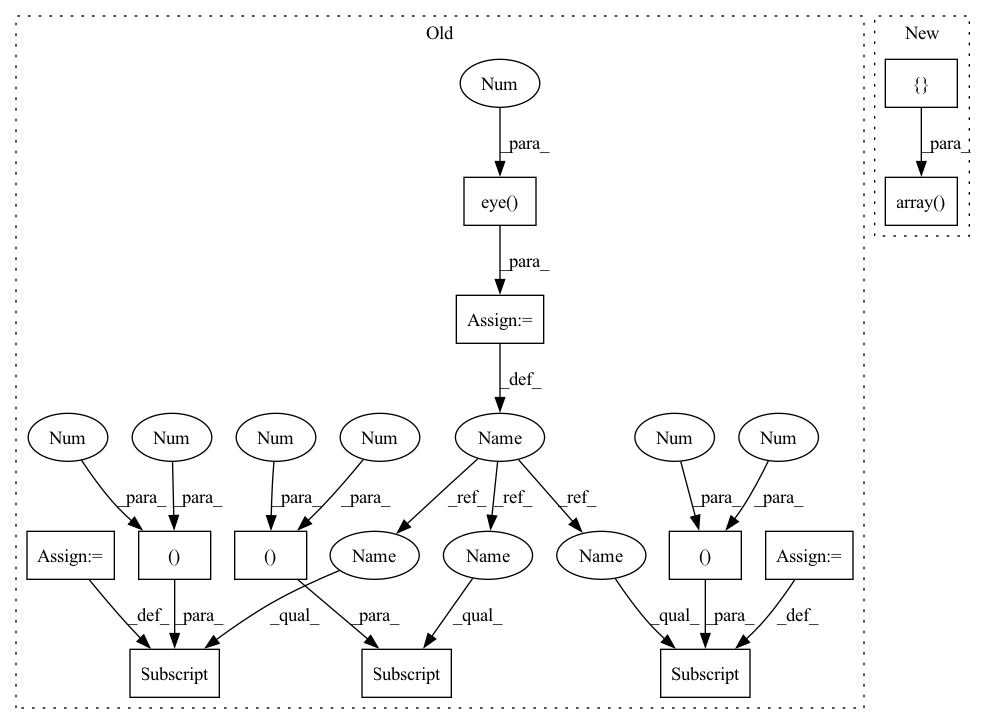 Old
New
Num
{}
_para_
_para_
eye()
array()
_para_
Assign:=
_def_
Num
Num
Num
Num
Name
Num
Num
_para_
_para_
_para_
_para_
_ref_
_ref_
_ref_
_para_
_para_
Assign:=
()
()
Name
Name
Name
()
Assign:=
_def_
_para_
_qual_
_para_
_qual_
_qual_
_para_
_def_
Subscript
Subscript
Subscript